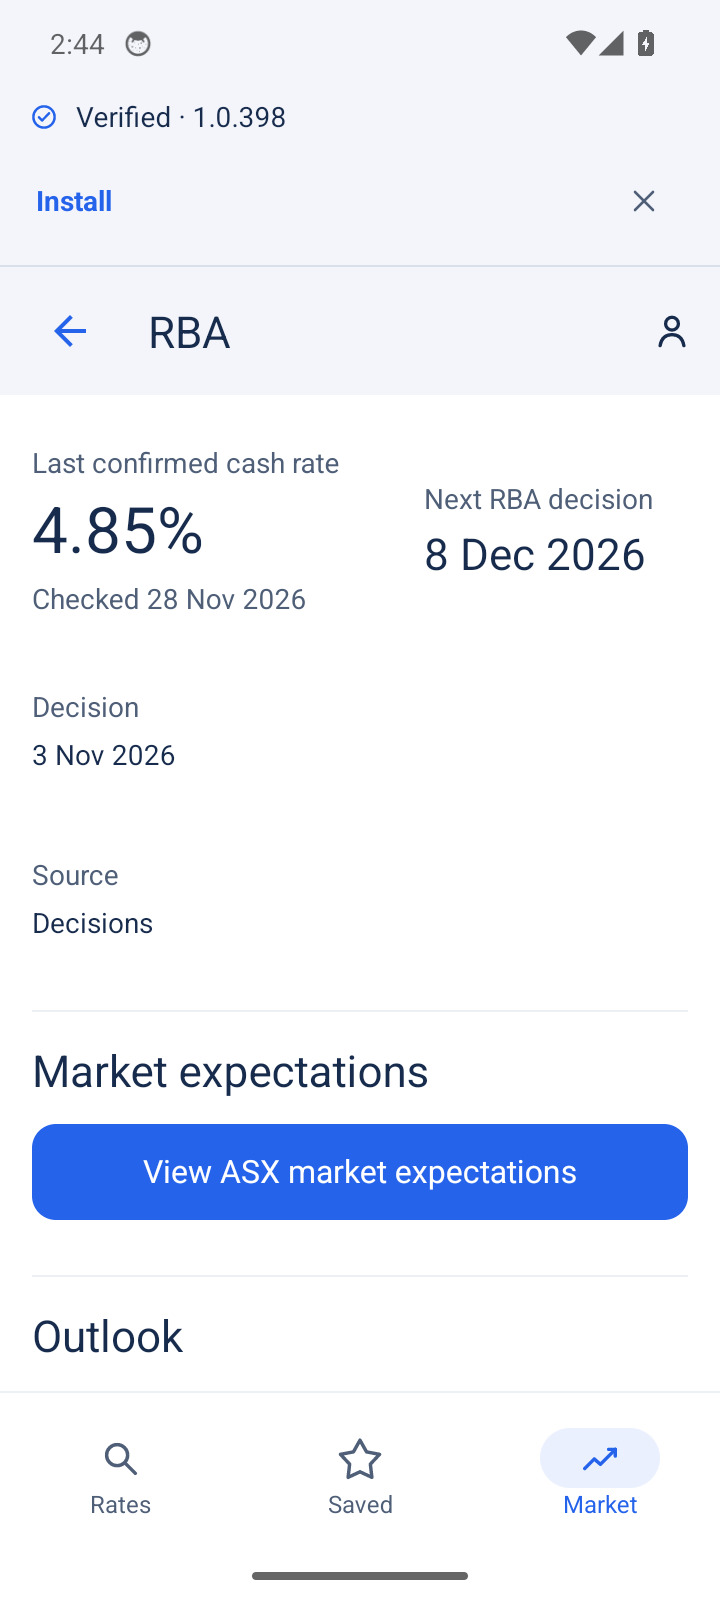 2:44
Verified · 1.0.398
Install
RBA
Last confirmed cash rate
4.85%
Checked 28 Nov 2026
Next RBA decision
8 Dec 2026
Decision
3 Nov 2026
Source
Decisions
Market expectations
View ASX market expectations
Outlook
Rates
Saved
Market